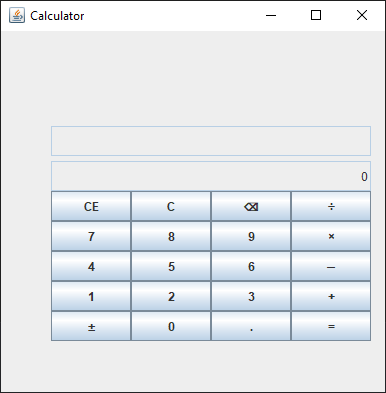 Calculator
0
CE C ⌫ ÷
7 8 9 ×
4 5 6 —
1 2 3 +
± 0 . =